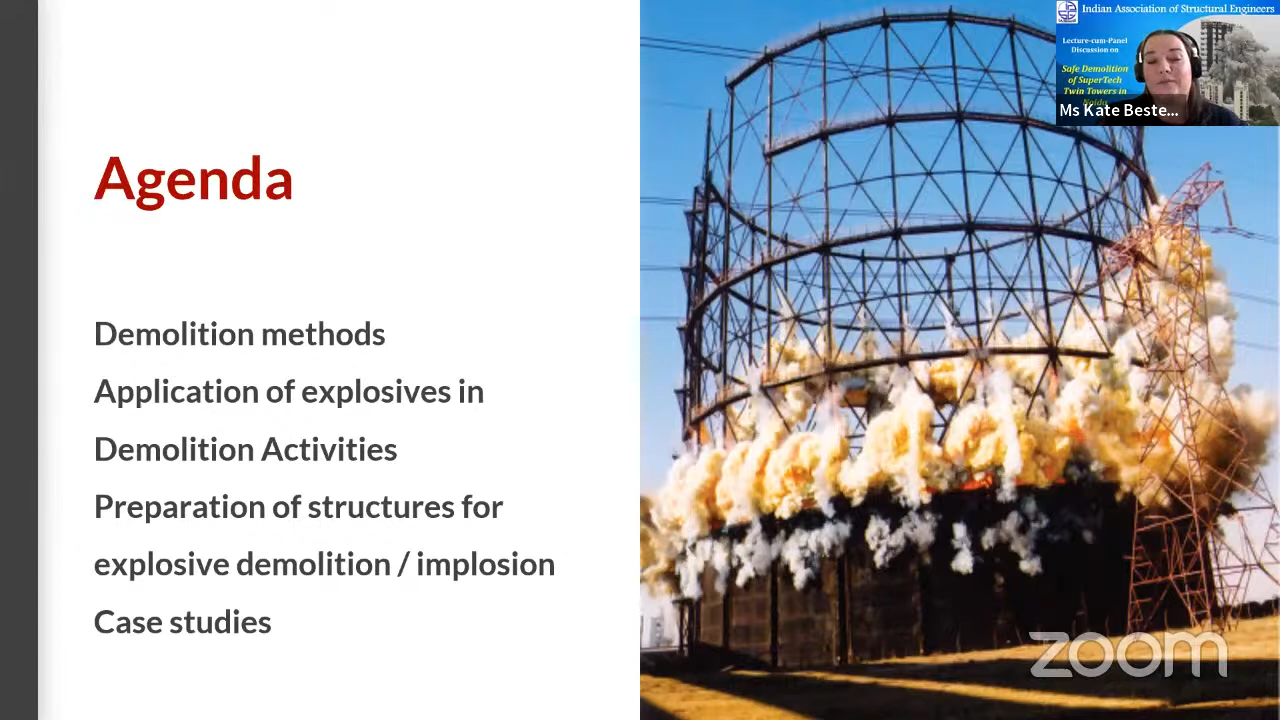 Agenda
Demolition methods
Application of explosives in
Demolition Activities
Preparation of structures for
explosive demolition / implosion
Case studies
Indian Association of Structural Engineers
Lecture-cum-Panel
Discussion on
Safe Demolition
of SuperTech
Twin Towers in
Noida
Ms Kate Beste...
zoom